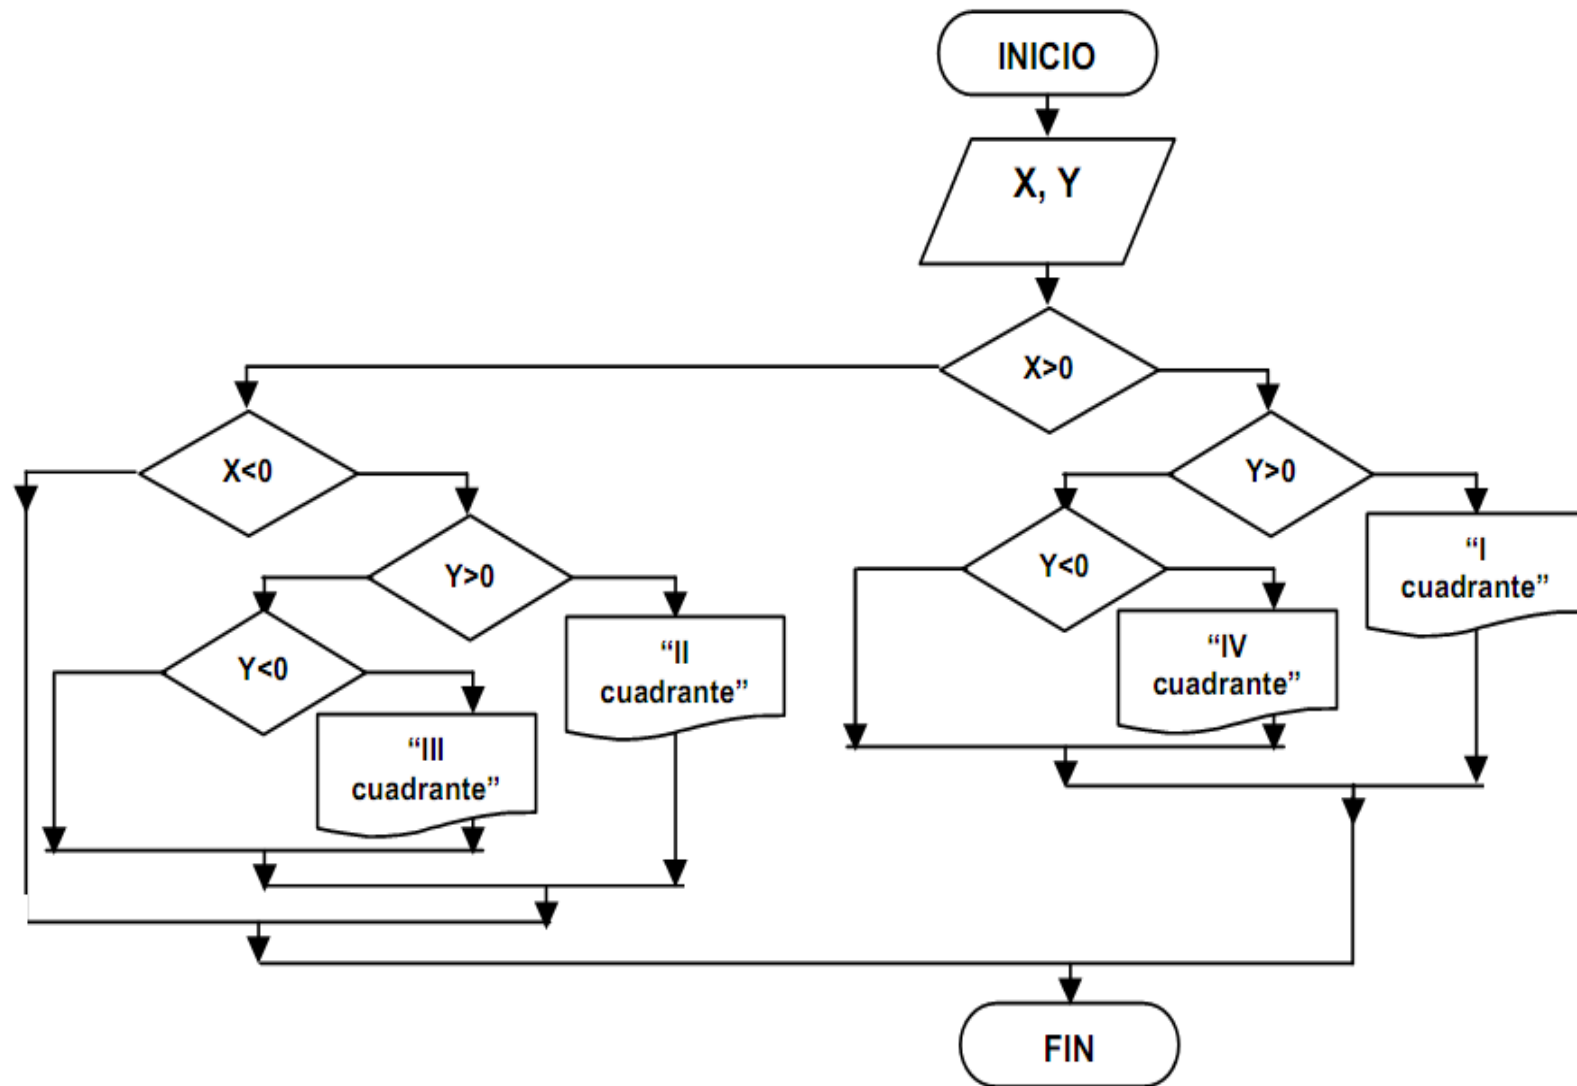 INICIO
X, Y
X>0
X<0
Y>0
Y>0
Y<0
“I
cuadrante”
Y<0
“II
cuadrante”
“IV
cuadrante”
“III
cuadrante”
FIN